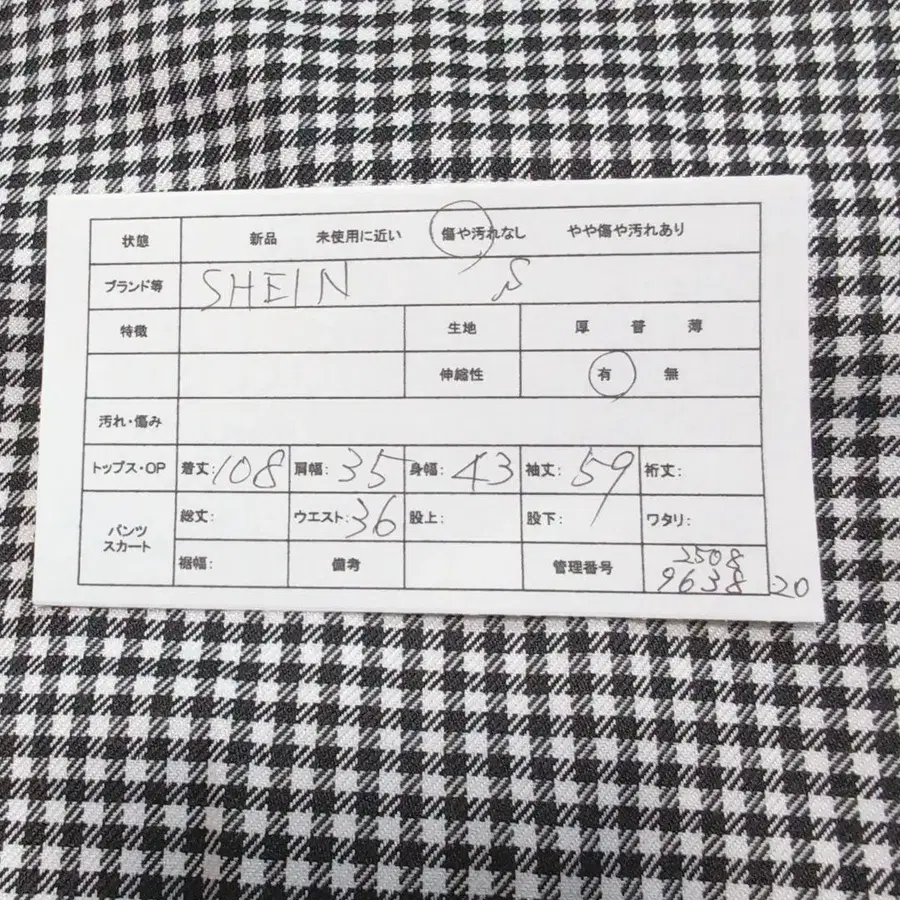 状態 新品 未使用に近い 傷や汚れなし やや傷や汚れあり
ブランド等 SHEIN S
特徴 生地 厚 普 薄
伸縮性 有 無
汚れ・傷み
トップス・OP 着丈:108 肩幅:35 身幅:43 袖丈:59 裄丈:
パンツ スカート 総丈: ウエスト:36 股上: 股下: ワタリ:
裾幅: 備考 管理番号 2508
9638 20